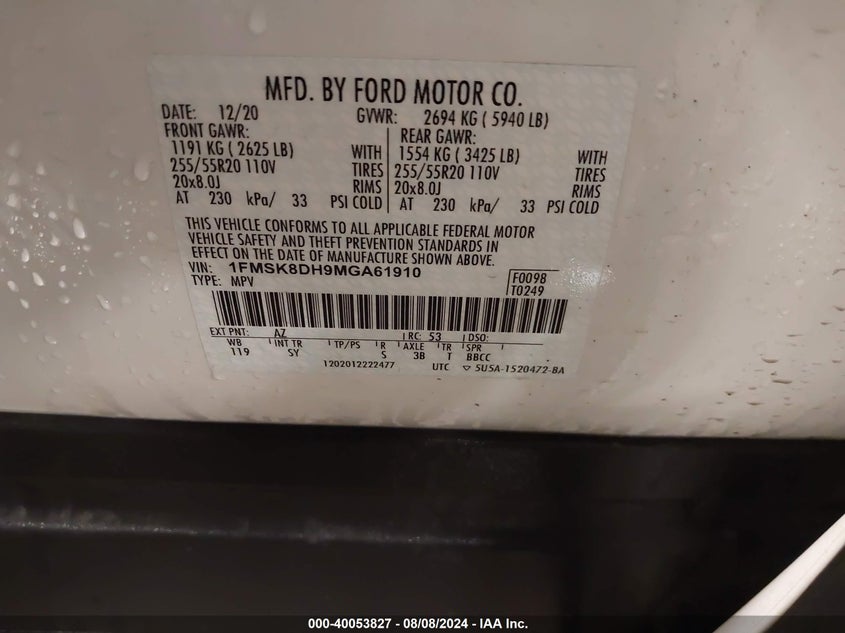 MFD. BY FORD MOTOR CO.
DATE: 12/20 GVWR: 2694 KG ( 5940 LB)
FRONT GAWR: REAR GAWR:
1191 KG ( 2625 LB) WITH 1554 KG ( 3425 LB) WITH
255/55R20 110V TIRES 255/55R20 110V TIRES
20x8.0J RIMS 20x8.0J RIMS
AT 230 kPa/ 33 PSI COLD AT 230 kPa/ 33 PSI COLD
THIS VEHICLE CONFORMS TO ALL APPLICABLE FEDERAL MOTOR
VEHICLE SAFETY AND THEFT PREVENTION STANDARDS IN
EFFECT ON THE DATE OF MANUFACTURE SHOWN ABOVE.
VIN: 1FMSK8DH9MGA61910 F0098
TYPE: MPV T0249
EXT PNT: AZ RC: 53 DSO:
WB INT TR TP/PS R AXLE TR SPR
119 SY S 3B T BBCC
1202012222477 UTC ▽ SU5A-1520472-BA
000-40053827 - 08/08/2024 - IAA Inc.